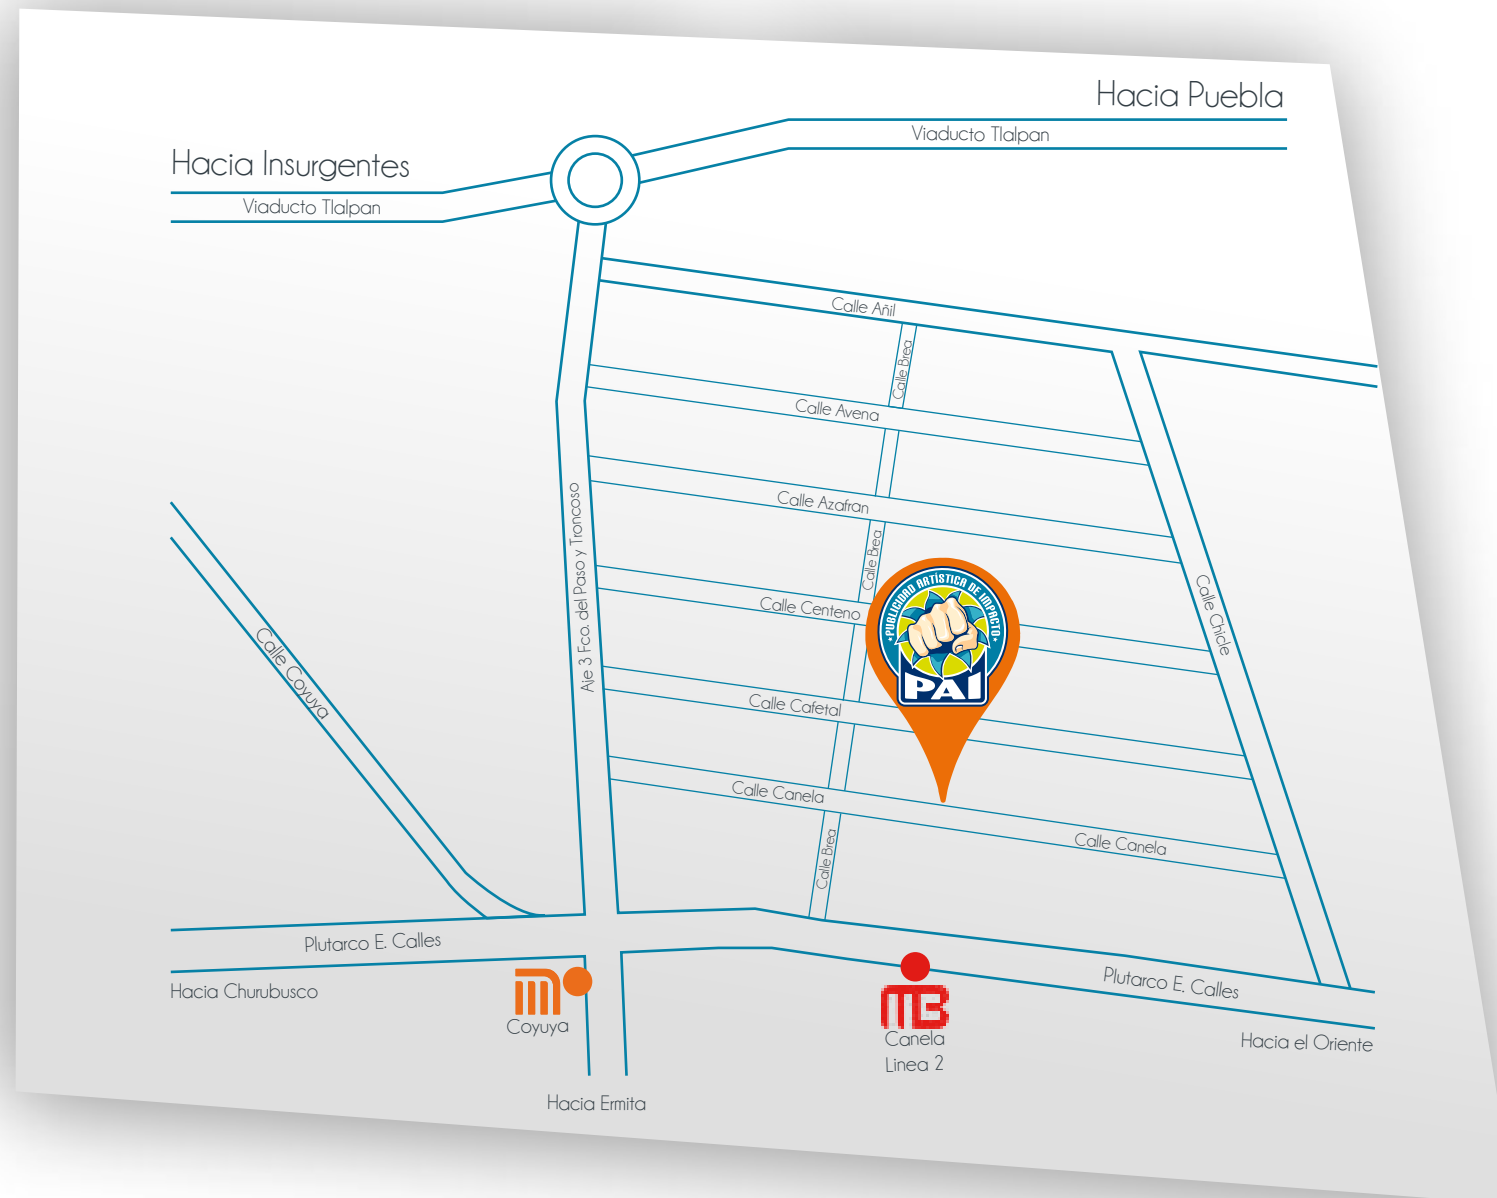 Hacia Puebla
Viaducto Tlalpan
Hacia Insurgentes
Viaducto Tlalpan
Calle Añil
Calle Brea
Calle Avena
Calle Azafran
Aje 3 Fco. del Paso y Troncoso
Calle Brea
•PUBLICIDAD ARTÍSTICA DE IMPACTO•
PAI
Calle Centeno
Calle Chicle
Calle Coyuya
Calle Cafetal
Calle Canela
Calle Canela
Calle Brea
Plutarco E. Calles
Plutarco E. Calles
Hacia Churubusco
Coyuya
MB
Canela
Linea 2
Hacia el Oriente
Hacia Ermita